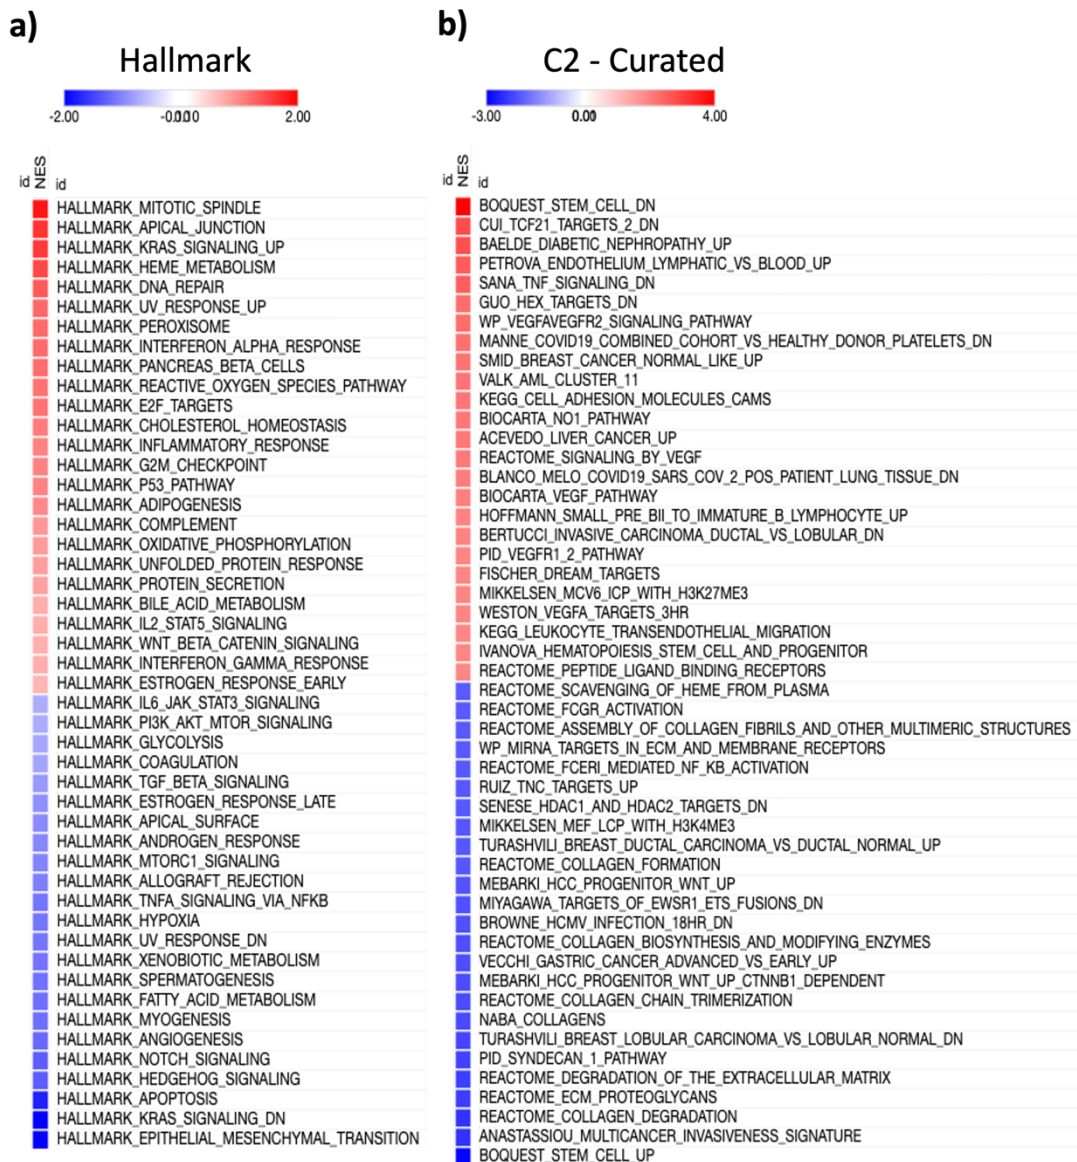 a)
Hallmark
-2.00 -0.00 2.00
id NES id
HALLMARK_MITOTIC_SPINDLE
HALLMARK_APICAL_JUNCTION
HALLMARK_KRAS_SIGNALING_UP
HALLMARK_HEME_METABOLISM
HALLMARK_DNA_REPAIR
HALLMARK_UV_RESPONSE_UP
HALLMARK_PEROXISOME
HALLMARK_INTERFERON_ALPHA_RESPONSE
HALLMARK_PANCREAS_BETA_CELLS
HALLMARK_REACTIVE_OXYGEN_SPECIES_PATHWAY
HALLMARK_E2F_TARGETS
HALLMARK_CHOLESTEROL_HOMEOSTASIS
HALLMARK_INFLAMMATORY_RESPONSE
HALLMARK_G2M_CHECKPOINT
HALLMARK_P53_PATHWAY
HALLMARK_ADIPOGENESIS
HALLMARK_COMPLEMENT
HALLMARK_OXIDATIVE_PHOSPHORYLATION
HALLMARK_UNFOLDED_PROTEIN_RESPONSE
HALLMARK_PROTEIN_SECRETION
HALLMARK_BILE_ACID_METABOLISM
HALLMARK_IL2_STAT5_SIGNALING
HALLMARK_WNT_BETA_CATENIN_SIGNALING
HALLMARK_INTERFERON_GAMMA_RESPONSE
HALLMARK_ESTROGEN_RESPONSE_EARLY
HALLMARK_IL6_JAK_STAT3_SIGNALING
HALLMARK_PI3K_AKT_MTOR_SIGNALING
HALLMARK_GLYCOLYSIS
HALLMARK_COAGULATION
HALLMARK_TGF_BETA_SIGNALING
HALLMARK_ESTROGEN_RESPONSE_LATE
HALLMARK_APICAL_SURFACE
HALLMARK_ANDROGEN_RESPONSE
HALLMARK_MTORC1_SIGNALING
HALLMARK_ALLOGRAFT_REJECTION
HALLMARK_TNFA_SIGNALING_VIA_NFKB
HALLMARK_HYPOXIA
HALLMARK_UV_RESPONSE_DN
HALLMARK_XENOBIOTIC_METABOLISM
HALLMARK_SPERMATOGENESIS
HALLMARK_FATTY_ACID_METABOLISM
HALLMARK_MYOGENESIS
HALLMARK_ANGIOGENESIS
HALLMARK_NOTCH_SIGNALING
HALLMARK_HEDGEHOG_SIGNALING
HALLMARK_APOPTOSIS
HALLMARK_KRAS_SIGNALING_DN
HALLMARK_EPITHELIAL_MESENCHYMAL_TRANSITION
b)
C2 - Curated
-3.00 0.00 4.00
id NES id
BOQUEST_STEM_CELL_DN
CUI_TCF21_TARGETS_2_DN
BAELDE_DIABETIC_NEPHROPATHY_UP
PETROVA_ENDOTHELIUM_LYMPHATIC_VS_BLOOD_UP
SANA_TNF_SIGNALING_DN
GUO_HEX_TARGETS_DN
WP_VEGFAVEGFR2_SIGNALING_PATHWAY
MANNE_COVID19_COMBINED_COHORT_VS_HEALTHY_DONOR_PLATELETS_DN
SMID_BREAST_CANCER_NORMAL_LIKE_UP
VALK_AML_CLUSTER_11
KEGG_CELL_ADHESION_MOLECULES_CAMS
BIOCARTA_NO1_PATHWAY
ACEVEDO_LIVER_CANCER_UP
REACTOME_SIGNALING_BY_VEGF
BLANCO_MELO_COVID19_SARS_COV_2_POS_PATIENT_LUNG_TISSUE_DN
BIOCARTA_VEGF_PATHWAY
HOFFMANN_SMALL_PRE_BII_TO_IMMATURE_B_LYMPHOCYTE_UP
BERTUCCI_INVASIVE_CARCINOMA_DUCTAL_VS_LOBULAR_DN
PID_VEGFR1_2_PATHWAY
FISCHER_DREAM_TARGETS
MIKKELSEN_MCV6_ICP_WITH_H3K27ME3
WESTON_VEGFA_TARGETS_3HR
KEGG_LEUKOCYTE_TRANSENDOTHELIAL_MIGRATION
IVANOVA_HEMATOPOIESIS_STEM_CELL_AND_PROGENITOR
REACTOME_PEPTIDE_LIGAND_BINDING_RECEPTORS
REACTOME_SCAVENGING_OF_HEME_FROM_PLASMA
REACTOME_FCGR_ACTIVATION
REACTOME_ASSEMBLY_OF_COLLAGEN_FIBRILS_AND_OTHER_MULTIMERIC_STRUCTURES
WP_MIRNA_TARGETS_IN_ECM_AND_MEMBRANE_RECEPTORS
REACTOME_FCERI_MEDIATED_NF_KB_ACTIVATION
RUIZ_TNC_TARGETS_UP
SENESE_HDAC1_AND_HDAC2_TARGETS_DN
MIKKELSEN_MEF_LCP_WITH_H3K4ME3
TURASHVILI_BREAST_DUCTAL_CARCINOMA_VS_DUCTAL_NORMAL_UP
REACTOME_COLLAGEN_FORMATION
MEBARKI_HCC_PROGENITOR_WNT_UP
MIYAGAWA_TARGETS_OF_EWSR1_ETS_FUSIONS_DN
BROWNE_HCMV_INFECTION_18HR_DN
REACTOME_COLLAGEN_BIOSYNTHESIS_AND_MODIFYING_ENZYMES
VECCHI_GASTRIC_CANCER_ADVANCED_VS_EARLY_UP
MEBARKI_HCC_PROGENITOR_WNT_UP_CTNNB1_DEPENDENT
REACTOME_COLLAGEN_CHAIN_TRIMERIZATION
NABA_COLLAGENS
TURASHVILI_BREAST_LOBULAR_CARCINOMA_VS_LOBULAR_NORMAL_DN
PID_SYNDECAN_1_PATHWAY
REACTOME_DEGRADATION_OF_THE_EXTRACELLULAR_MATRIX
REACTOME_ECM_PROTEOGLYCANS
REACTOME_COLLAGEN_DEGRADATION
ANASTASSIOU_MULTICANCER_INVASIVENESS_SIGNATURE
BOQUEST_STEM_CELL_UP